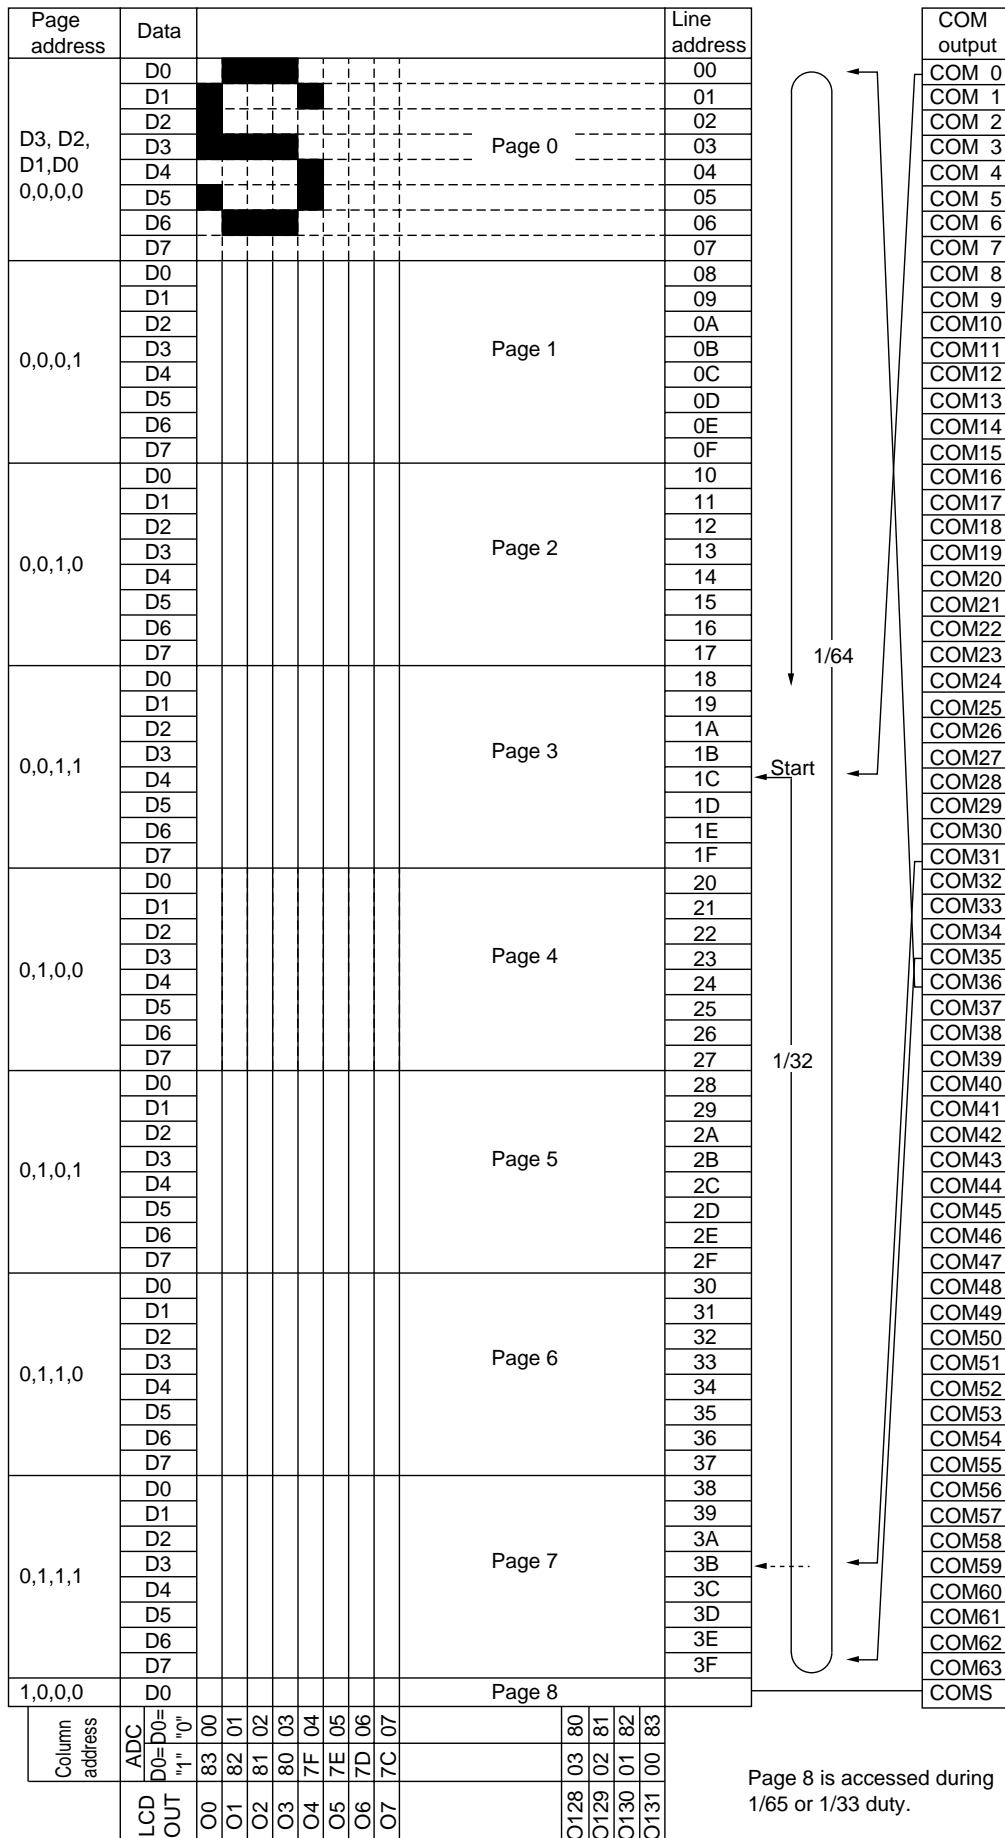 Page address Data Line address COM output
D3, D2, D1,D0 0,0,0,0
Page 0
D0 00 COM 0
D1 01 COM 1
D2 02 COM 2
D3 03 COM 3
D4 04 COM 4
D5 05 COM 5
D6 06 COM 6
D7 07 COM 7
0,0,0,1
Page 1
D0 08 COM 8
D1 09 COM 9
D2 0A COM10
D3 0B COM11
D4 0C COM12
D5 0D COM13
D6 0E COM14
D7 0F COM15
0,0,1,0
Page 2
D0 10 COM16
D1 11 COM17
D2 12 COM18
D3 13 COM19
D4 14 COM20
D5 15 COM21
D6 16 COM22
D7 17 COM23
1/64
0,0,1,1
Page 3
D0 18 COM24
D1 19 COM25
D2 1A COM26
D3 1B COM27
Start
D4 1C COM28
D5 1D COM29
D6 1E COM30
D7 1F COM31
0,1,0,0
Page 4
D0 20 COM32
D1 21 COM33
D2 22 COM34
D3 23 COM35
D4 24 COM36
D5 25 COM37
D6 26 COM38
D7 27 COM39
1/32
0,1,0,1
Page 5
D0 28 COM40
D1 29 COM41
D2 2A COM42
D3 2B COM43
D4 2C COM44
D5 2D COM45
D6 2E COM46
D7 2F COM47
0,1,1,0
Page 6
D0 30 COM48
D1 31 COM49
D2 32 COM50
D3 33 COM51
D4 34 COM52
D5 35 COM53
D6 36 COM54
D7 37 COM55
0,1,1,1
Page 7
D0 38 COM56
D1 39 COM57
D2 3A COM58
D3 3B COM59
D4 3C COM60
D5 3D COM61
D6 3E COM62
D7 3F COM63
1,0,0,0 D0 Page 8 COMS
Column address
ADC
D0= "0" 00 01 02 03 04 05 06 07 80 81 82 83
D0= "1" 83 82 81 80 7F 7E 7D 7C 03 02 01 00
LCD OUT O0 O1 O2 O3 O4 O5 O6 O7 O128 O129 O130 O131
Page 8 is accessed during
1/65 or 1/33 duty.